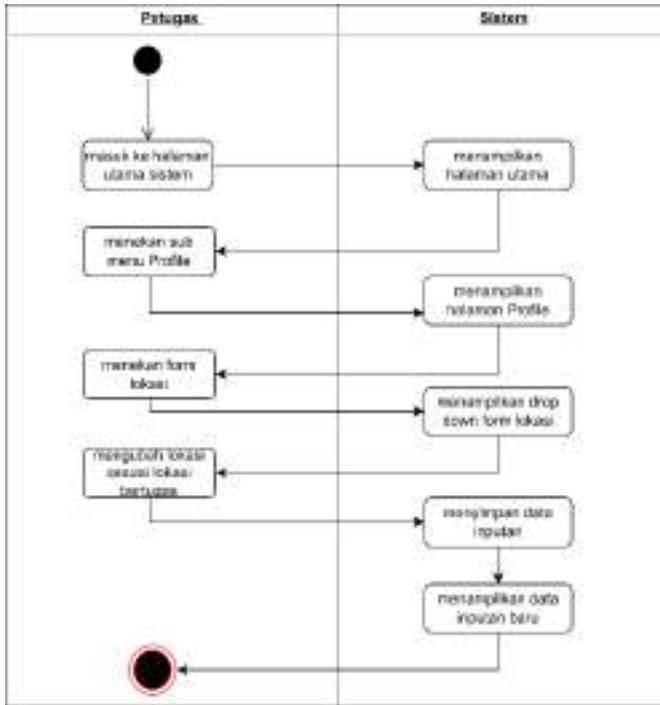 Petugas
Sistem
masuk ke halaman
utama sistem
menampilkan
halaman utama
menekan sub
menu Profile
menampilkan
halaman Profile
menekan form
lokasi
menampilkan drop
down form lokasi
mengubah lokasi
sesuai lokasi
bertugas
menyimpan data
inputan
menampilkan data
inputan baru